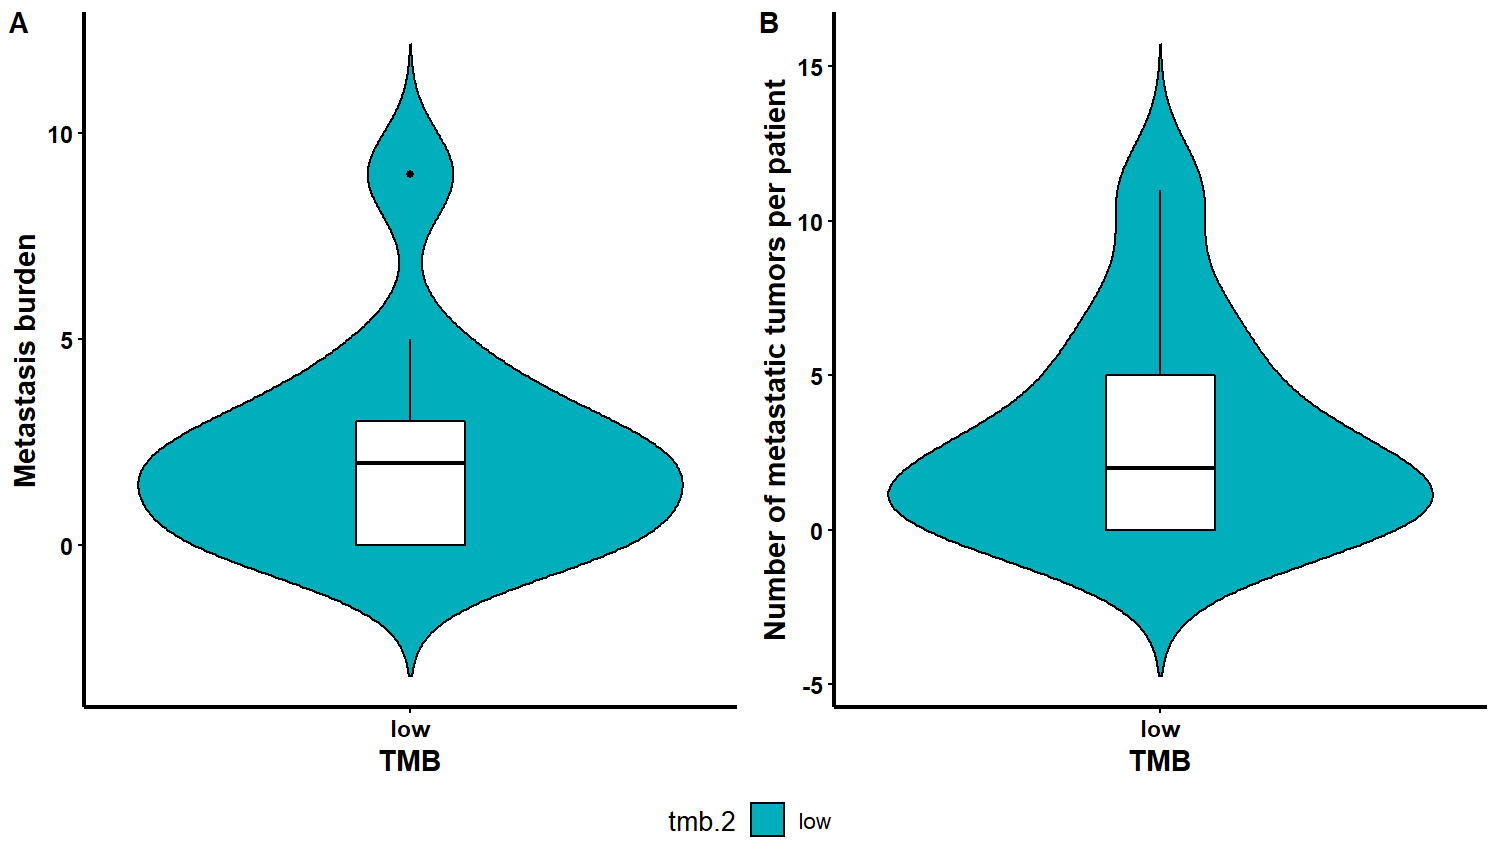 A
Metastasis burden
10
5
0
low
TMB
B
Number of metastatic tumors per patient
15
10
5
0
-5
low
TMB
tmb.2 low